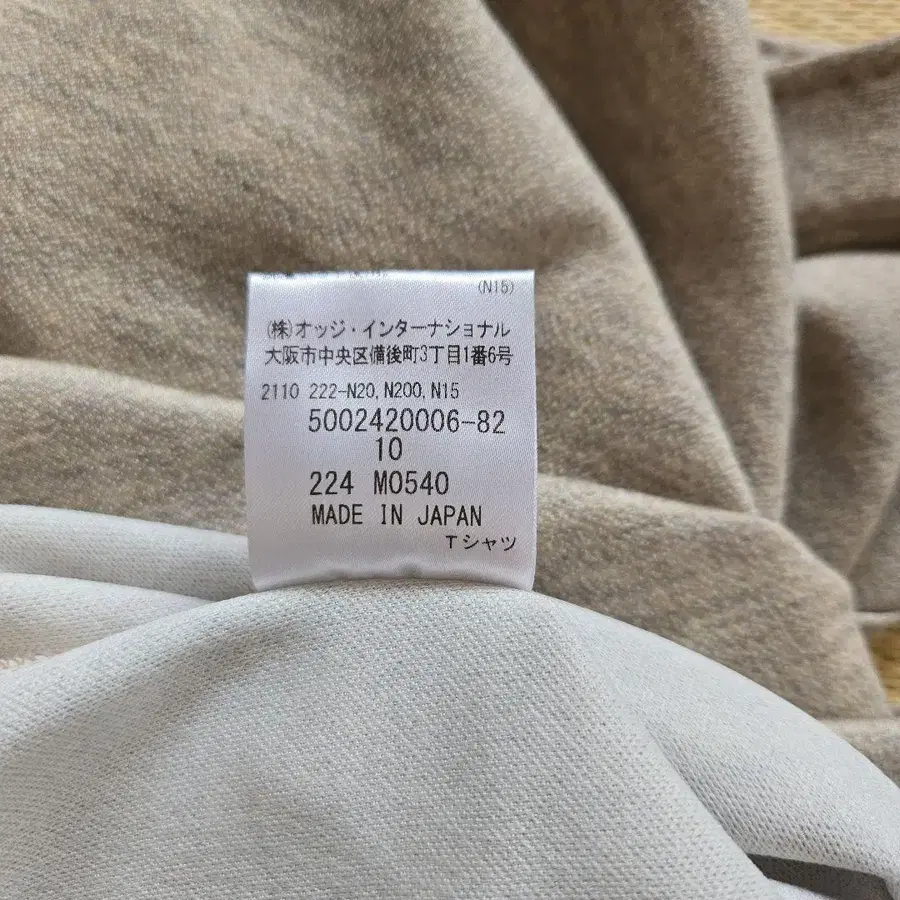 (N15)
(株)オッジ・インターナショナル
大阪市中央区備後町3丁目1番6号
2110 222-N20, N200, N15
5002420006-82
10
224 M0540
MADE IN JAPAN
Tシャツ